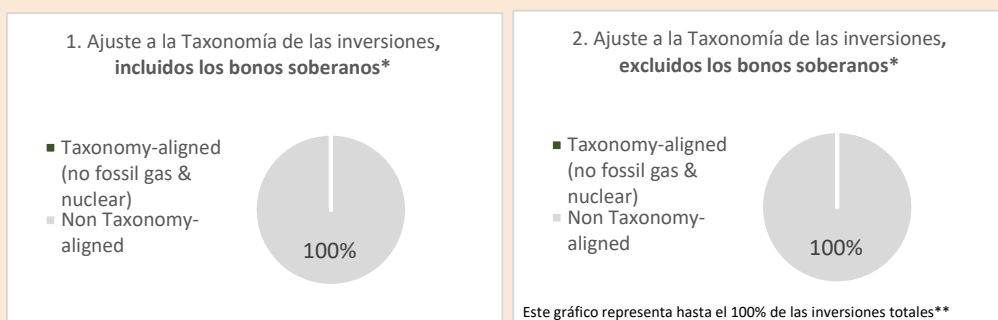 1. Ajuste a la Taxonomía de las inversiones,
incluidos los bonos soberanos*
Taxonomy-aligned
(no fossil gas &
nuclear)
Non Taxonomy-
aligned
100%
2. Ajuste a la Taxonomía de las inversiones,
excluidos los bonos soberanos*
Taxonomy-aligned
(no fossil gas &
nuclear)
Non Taxonomy-
aligned
100%
Este gráfico representa hasta el 100% de las inversiones totales**